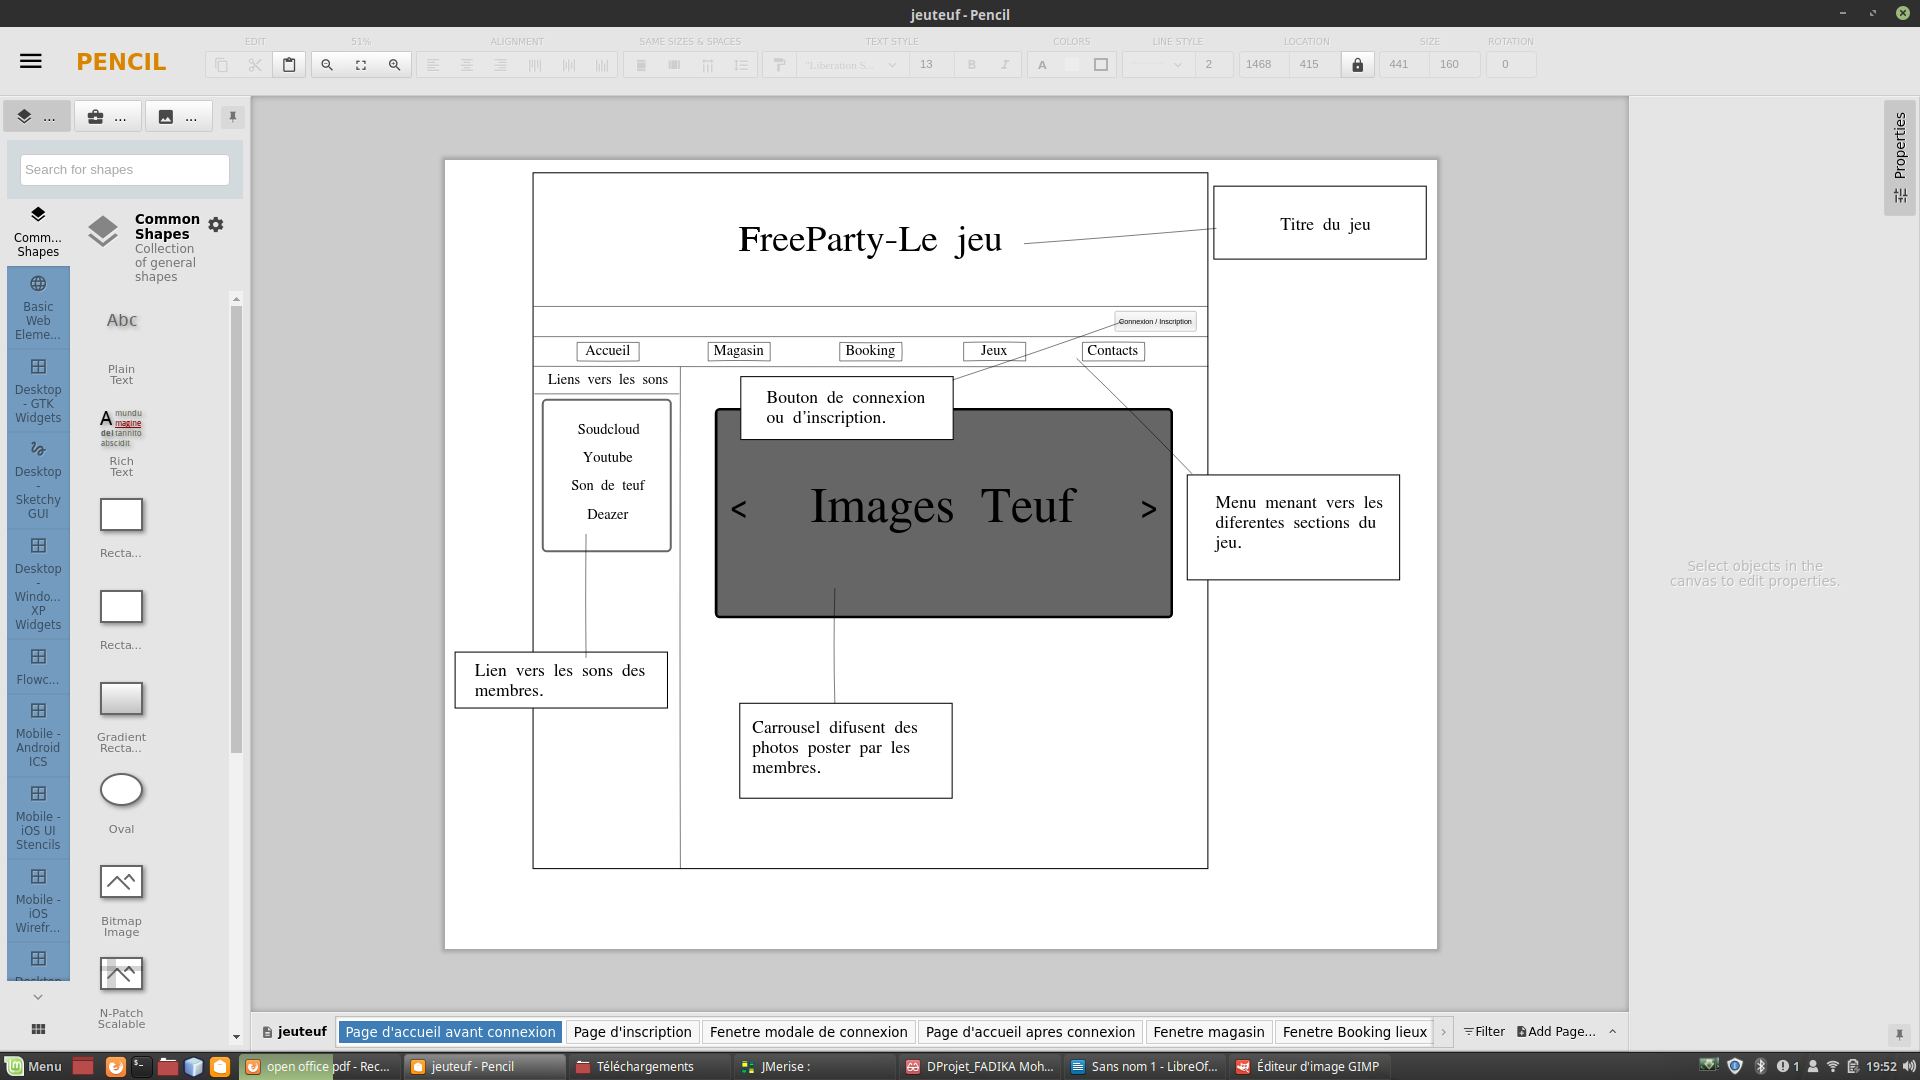 jeuteuf - Pencil
PENCIL
EDIT
51%
ALIGNMENT
SAME SIZES & SPACES
TEXT STYLE
COLORS
LINE STYLE
LOCATION
SIZE
ROTATION
"Liberation S...
13
B
I
A
2
1468
415
441
160
0
...
...
...
Search for shapes
Comm...
Shapes
Common
Shapes
Collection
of general
shapes
Basic
Web
Eleme...
Desktop
- GTK
Widgets
Desktop
-
Sketchy
GUI
Desktop
-
Windo...
XP
Widgets
Flowc...
Mobile -
Android
ICS
Mobile -
iOS UI
Stencils
Mobile -
iOS
Wirefr...
Abc
Plain
Text
A
mundu
magine
del tannito
abscidit
Rich
Text
Recta...
Recta...
Gradient
Recta...
Oval
Bitmap
Image
N-Patch
Scalable
FreeParty-Le jeu
Titre du jeu
Connexion / Inscription
Accueil
Magasin
Booking
Jeux
Contacts
Liens vers les sons
Soudcloud
Youtube
Son de teuf
Deazer
Bouton de connexion
ou d'inscription.
<
Images Teuf
>
Menu menant vers les
diferentes sections du
jeu.
Lien vers les sons des
membres.
Carrousel difusent des
photos poster par les
membres.
Properties
Select objects in the
canvas to edit properties.
jeuteuf
Page d'accueil avant connexion
Page d'inscription
Fenetre modale de connexion
Page d'accueil apres connexion
Fenetre magasin
Fenetre Booking lieux
Filter
Add Page...
Menu
open office pdf - Rec...
jeuteuf - Pencil
Téléchargements
JMerise :
DProjet_FADIKA Moh...
Sans nom 1 - LibreOf...
Éditeur d'image GIMP
1
19:52